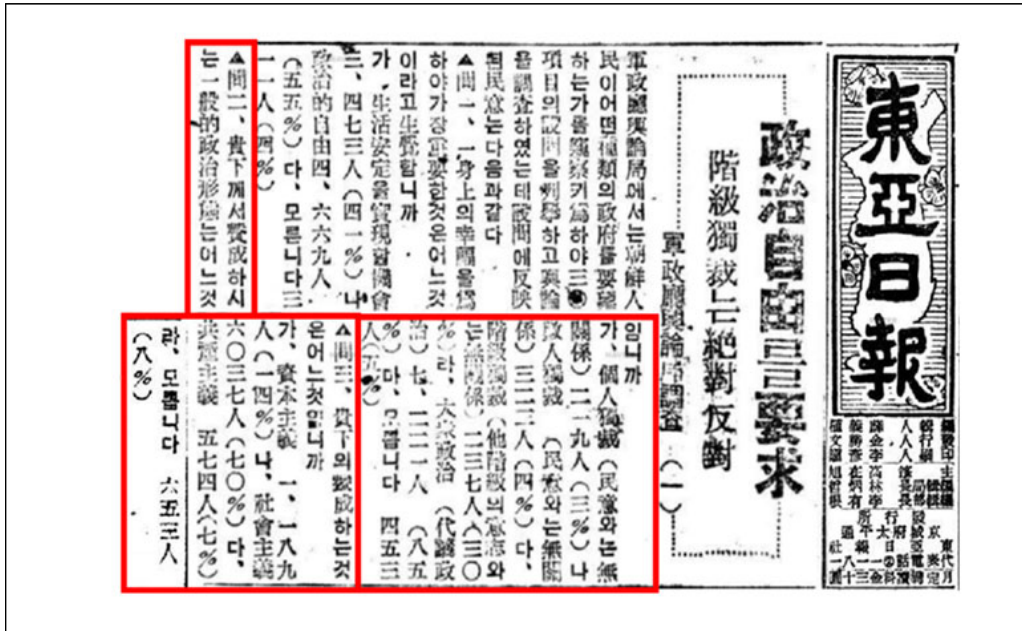 東亞日報
政治自由를要求
階級獨裁는絶對反對
軍政廳輿論局調査(一)
軍政廳輿論局에서는朝鮮人
民이어떤種類의政府를要望
하는가를
項目의設問을列擧하고輿論
을調査하였는데設問에反映
된民意는다음과같다
▲問一、一身上의幸福을爲
하야가장重要한것은어느것
이라고生覺합니까
가、生活安定을實現할機會
三、四七三人(四一%)나、
政治的自由四、六六九人
(五五%)다、모른니다三
一一人(四%)
▲問二、貴下께서贊成하시
는一般的政治形態는어느것
임니까
가、個人獨裁(民意와는無
關係)二一九人(三%)나、
(民意와는無關
係)三二三人(四%)다、
階級獨裁(他階級의意志와
는無關係)二三七人(三〇
%)라、大衆政治(代議政
治)七、二二一人(八五
%)마、모릅니다 四五三
人(五%)
▲問三、貴下의贊成하는것
은어느것임니까
가、資本主義 一、一八九
人(一四%)나、社會主義
六〇三七人(七〇%)다、
共産主義 五七四人(七%)
라、모릅니다 六五三人
(八%)
發行所